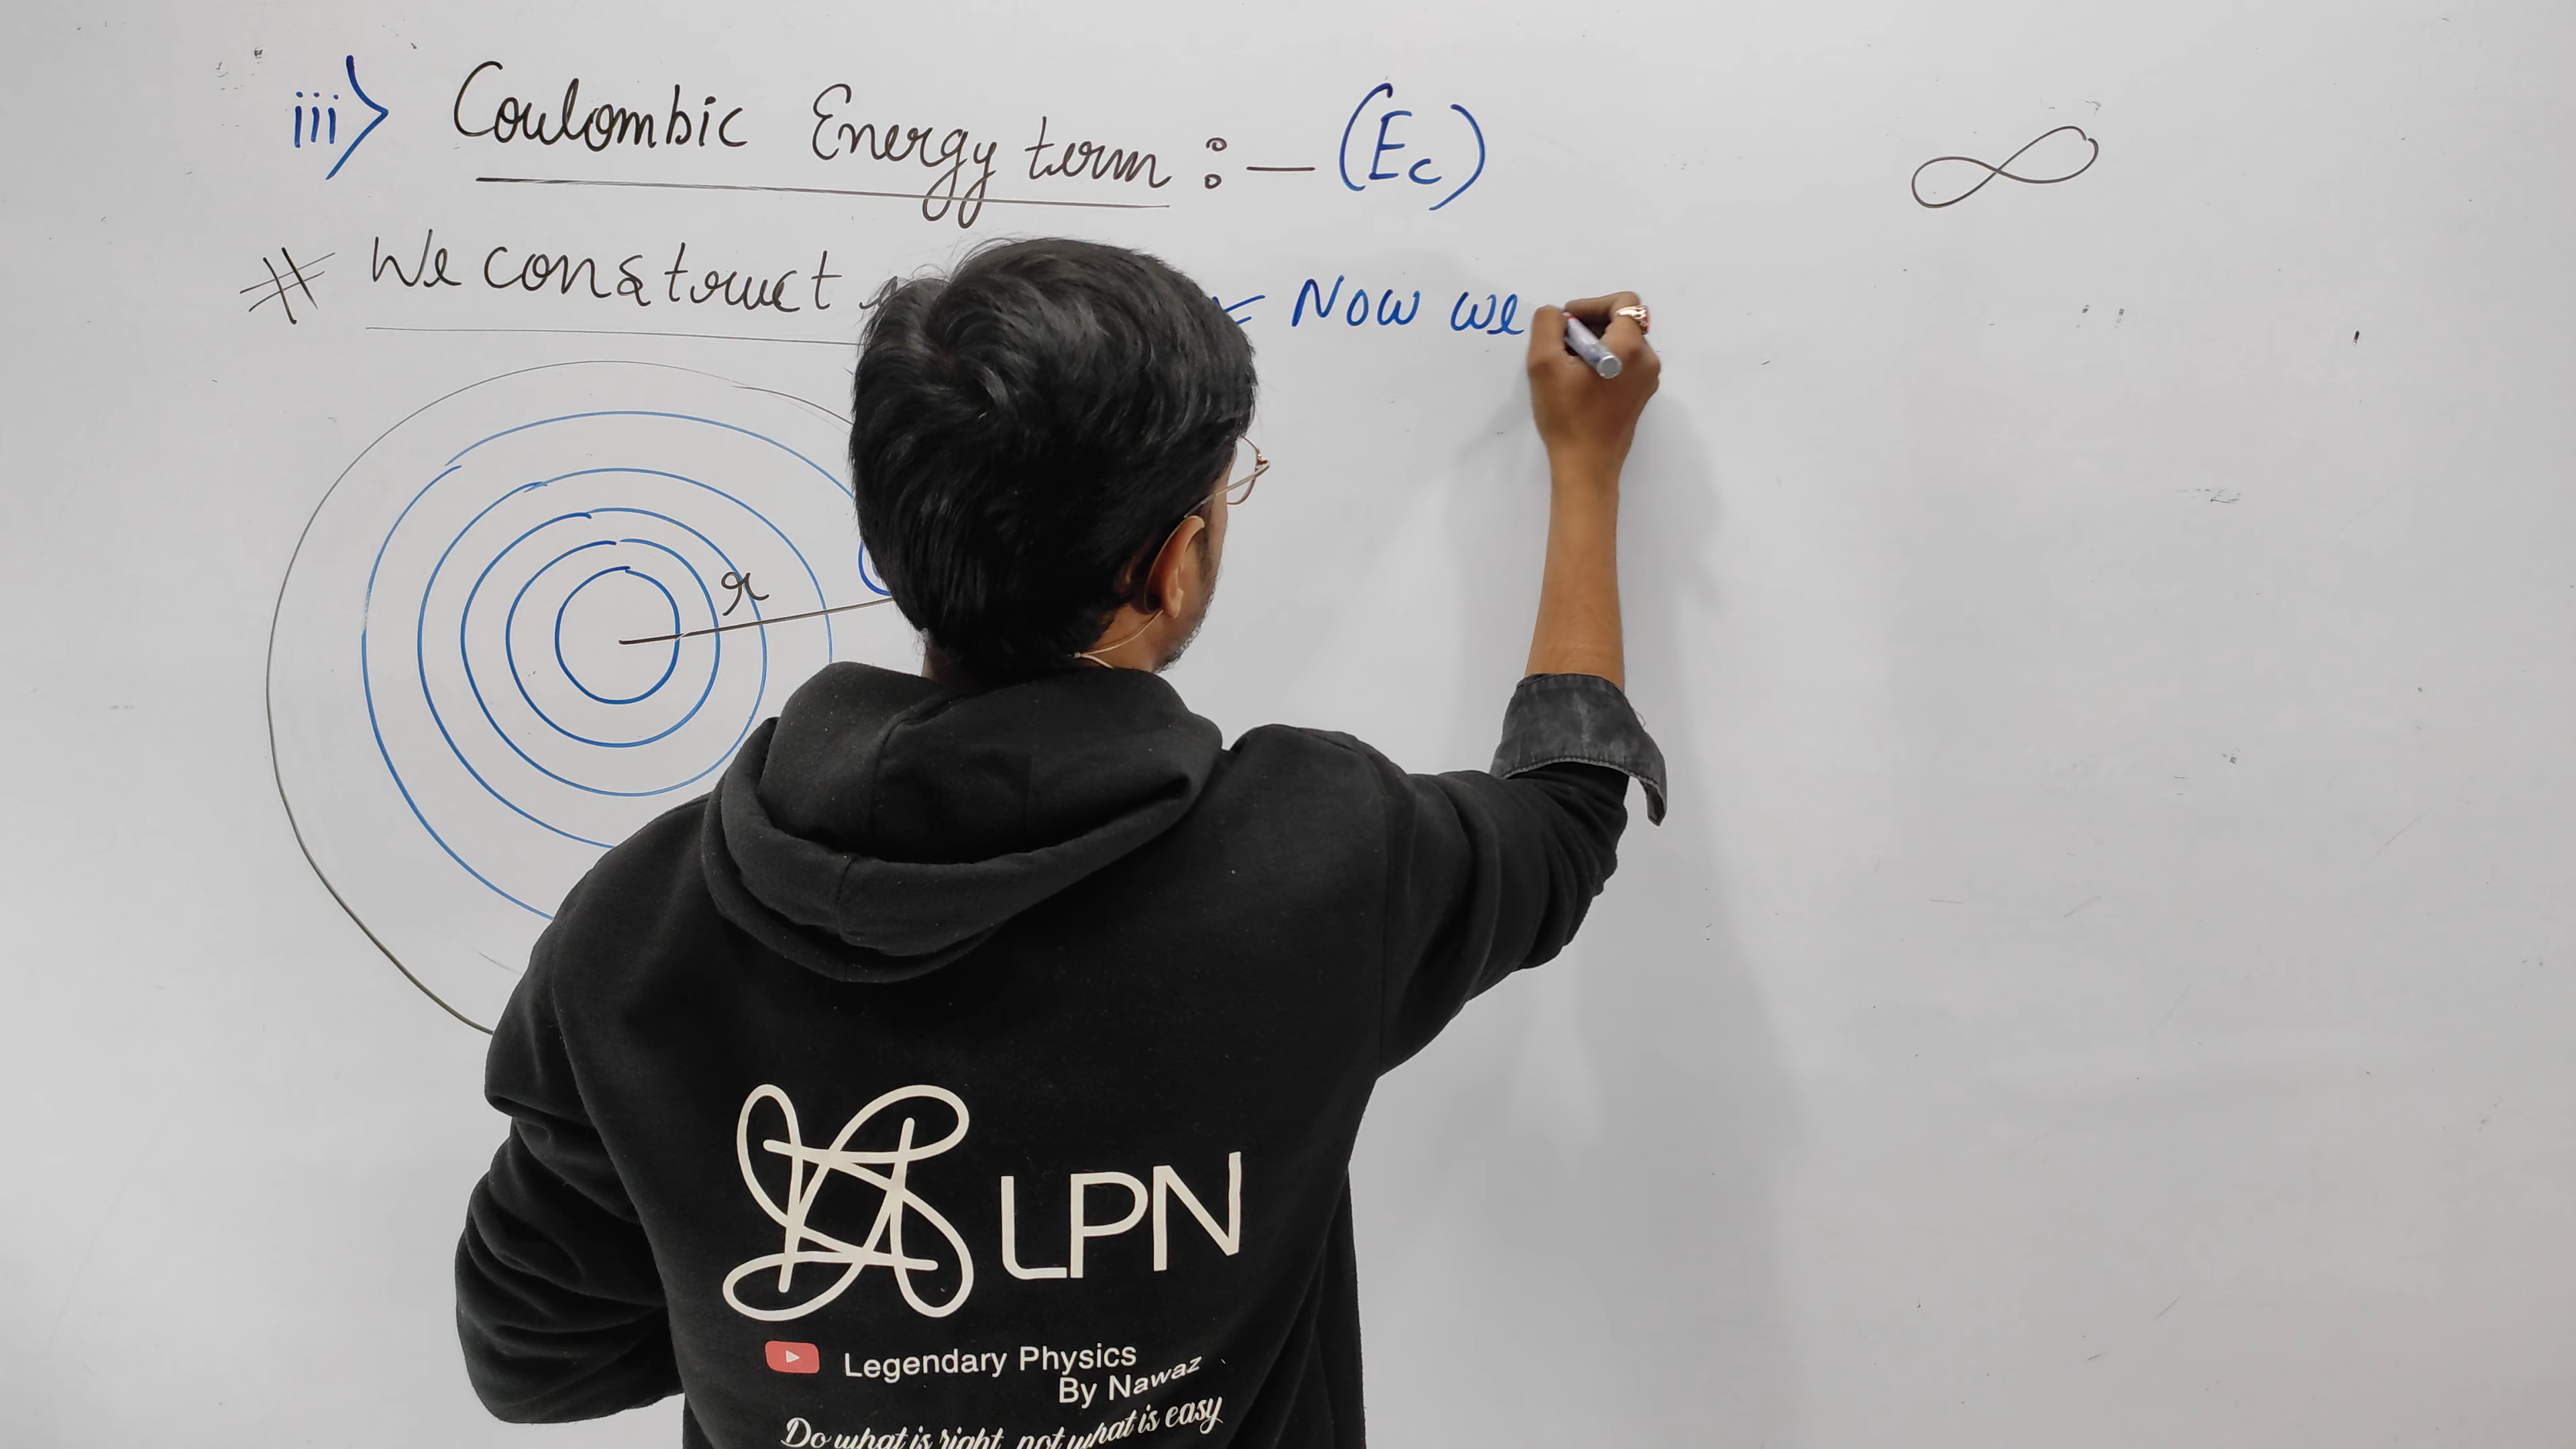 iii> Coulombic Energy term :- (Ec)
# We construct
= Now we
r
∞
LPN
Legendary Physics
By Nawaz
Do what is right, not what is easy